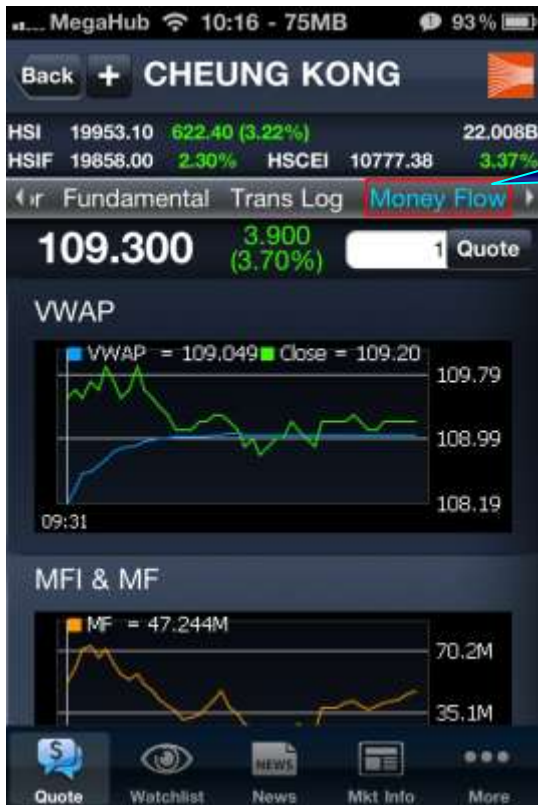 MegaHub 10:16 - 75MB 93%
Back + CHEUNG KONG
HSI 19953.10 622.40 (3.22%) 22.008B
HSIF 19858.00 2.30% HSCEI 10777.38 3.37%
r Fundamental Trans Log Money Flow
109.300 3.900 (3.70%) 1 Quote
VWAP
VWAP = 109.049 Close = 109.20
109.79
108.99
108.19
09:31
MFI & MF
MF = 47.244M
70.2M
35.1M
S
NEWS
Quote Watchlist News Mkt Info More